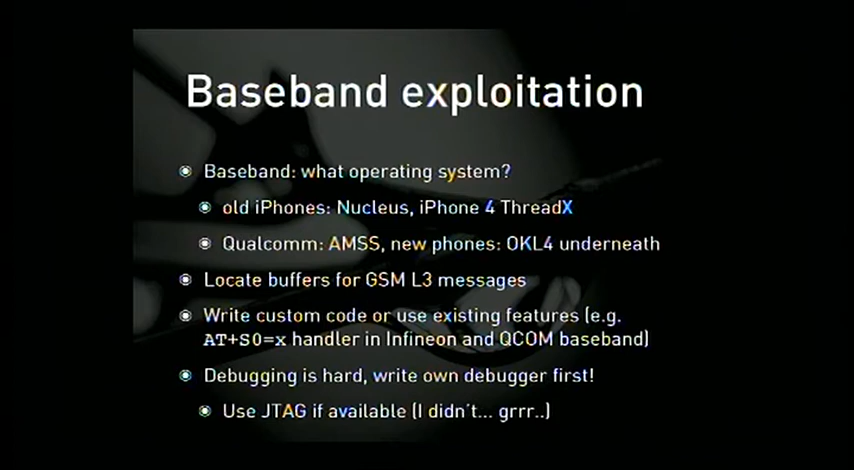 Baseband exploitation
Baseband: what operating system?
old iPhones: Nucleus, iPhone 4 ThreadX
Qualcomm: AMSS, new phones: OKL4 underneath
Locate buffers for GSM L3 messages
Write custom code or use existing features (e.g.
AT+S0=x handler in Infineon and QCOM baseband)
Debugging is hard, write own debugger first!
Use JTAG if available (I didn't... grrr..)